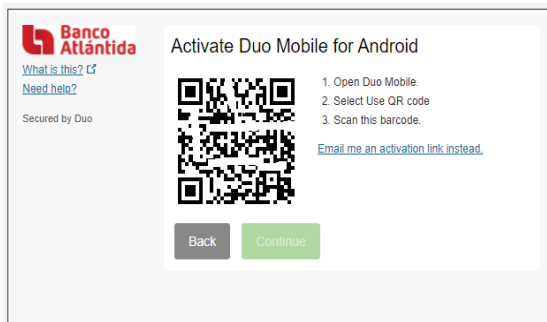 Banco
Atlántida
What is this?
Need help?
Secured by Duo
Activate Duo Mobile for Android
1. Open Duo Mobile.
2. Select Use QR code
3. Scan this barcode.
Email me an activation link instead.
Back
Continue